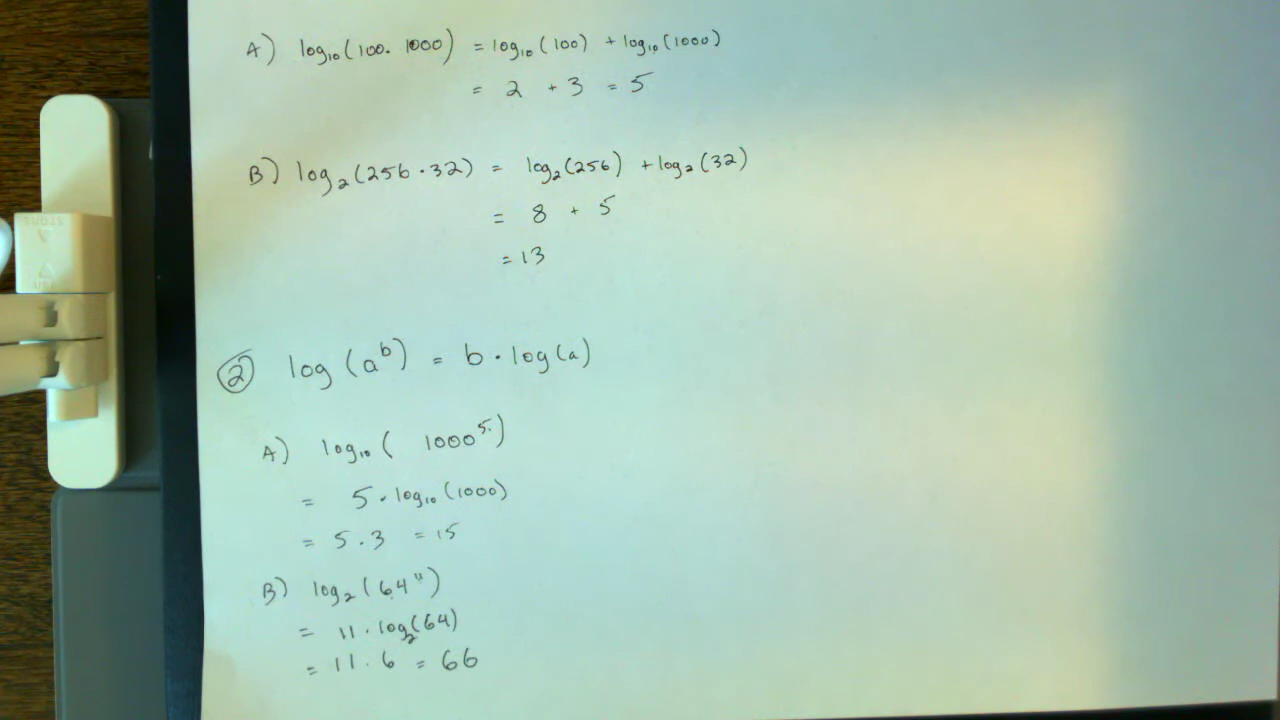 A) log₁₀(100. 1000) = log₁₀(100) + log₁₀(1000)
= 2 + 3 = 5
B) log₂(256 · 32) = log₂(256) + log₂(32)
= 8 + 5
= 13
② log(aᵇ) = b · log(a)
A) log₁₀( 1000⁵·)
= 5 · log₁₀(1000)
= 5 . 3 = 15
B) log₂(64¹¹)
= 11 · log₂(64)
= 11 . 6 = 66